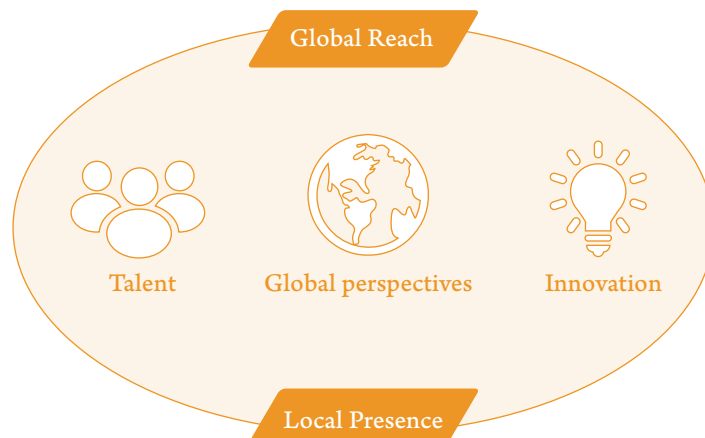 Global Reach
Talent
Global perspectives
Innovation
Local Presence